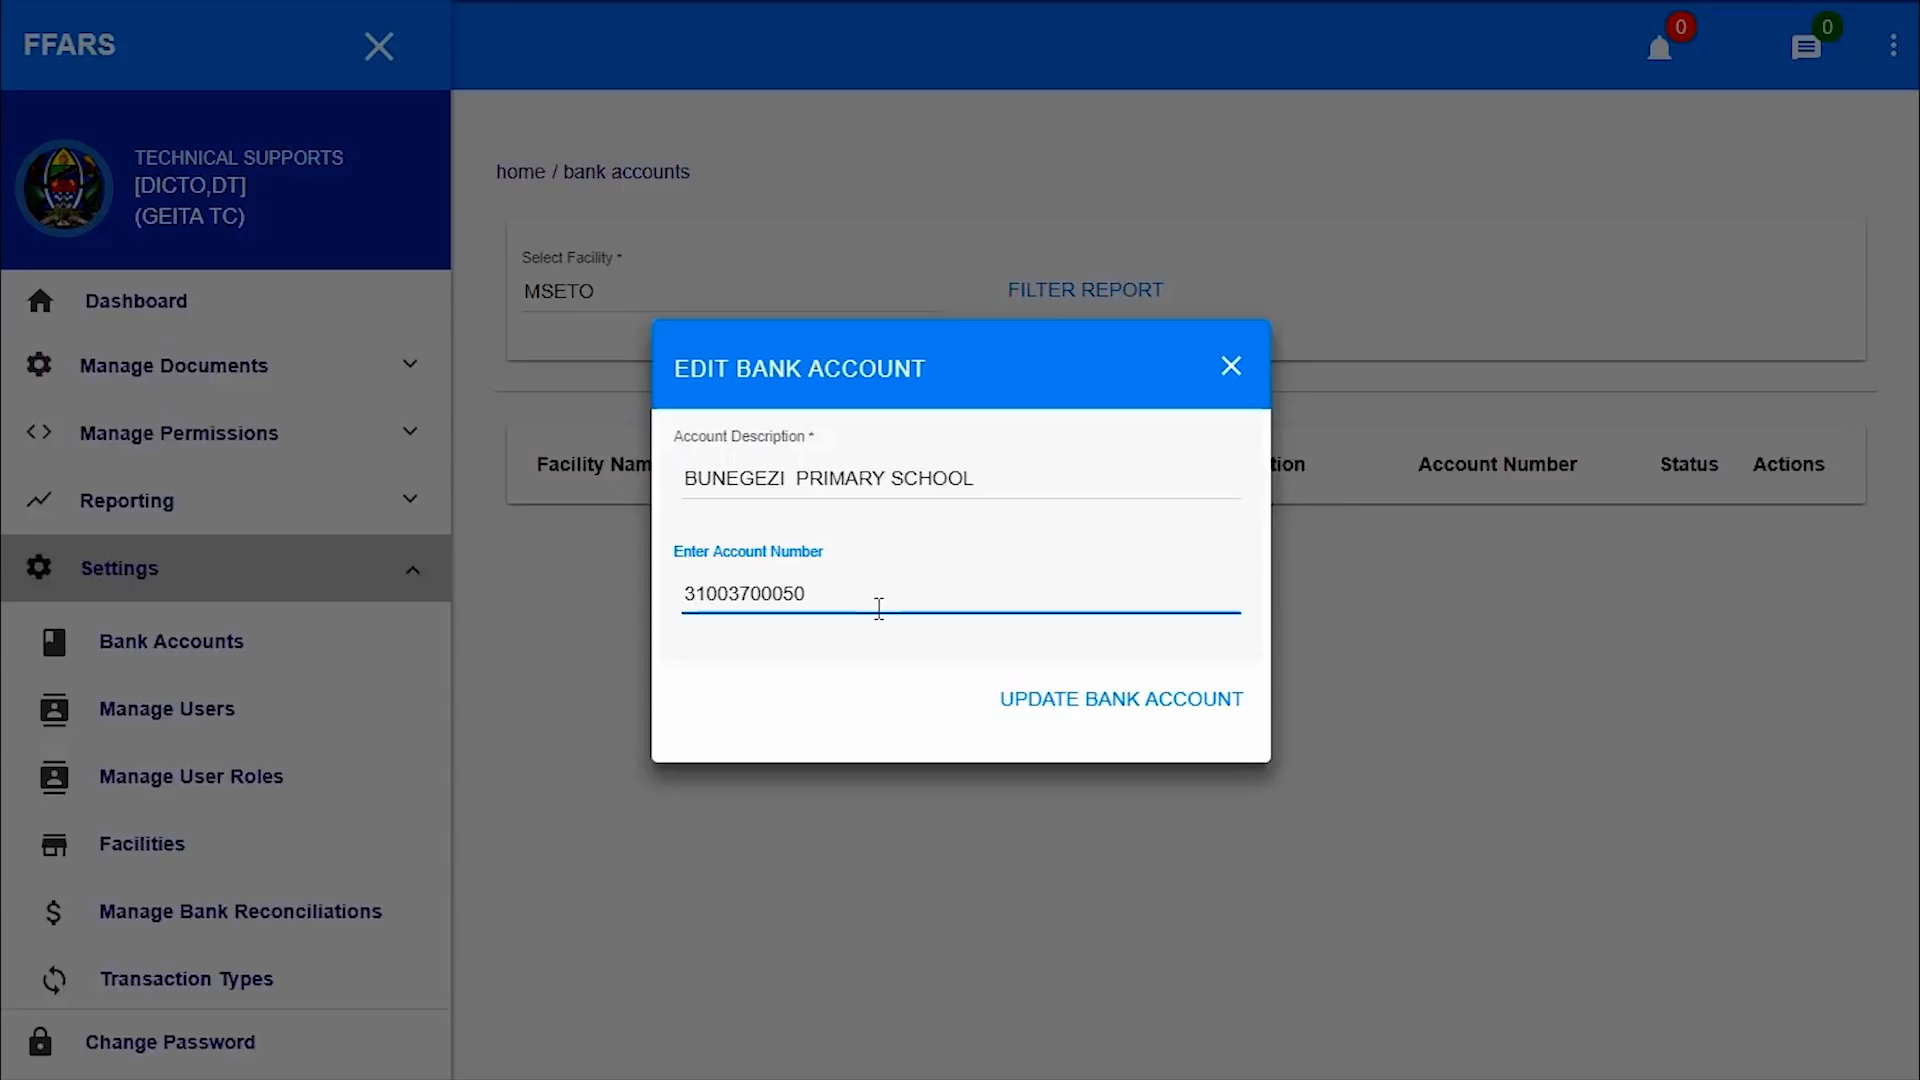 FFARS
0
0
TECHNICAL SUPPORTS
[DICTO,DT]
(GEITA TC)
Dashboard
Manage Documents
Manage Permissions
Reporting
Settings
Bank Accounts
Manage Users
Manage User Roles
Facilities
Manage Bank Reconciliations
Transaction Types
Change Password
home / bank accounts
Select Facility *
MSETO
FILTER REPORT
Facility Nam
tion
Account Number
Status
Actions
EDIT BANK ACCOUNT
Account Description *
BUNEGEZI  PRIMARY SCHOOL
Enter Account Number
31003700050
UPDATE BANK ACCOUNT